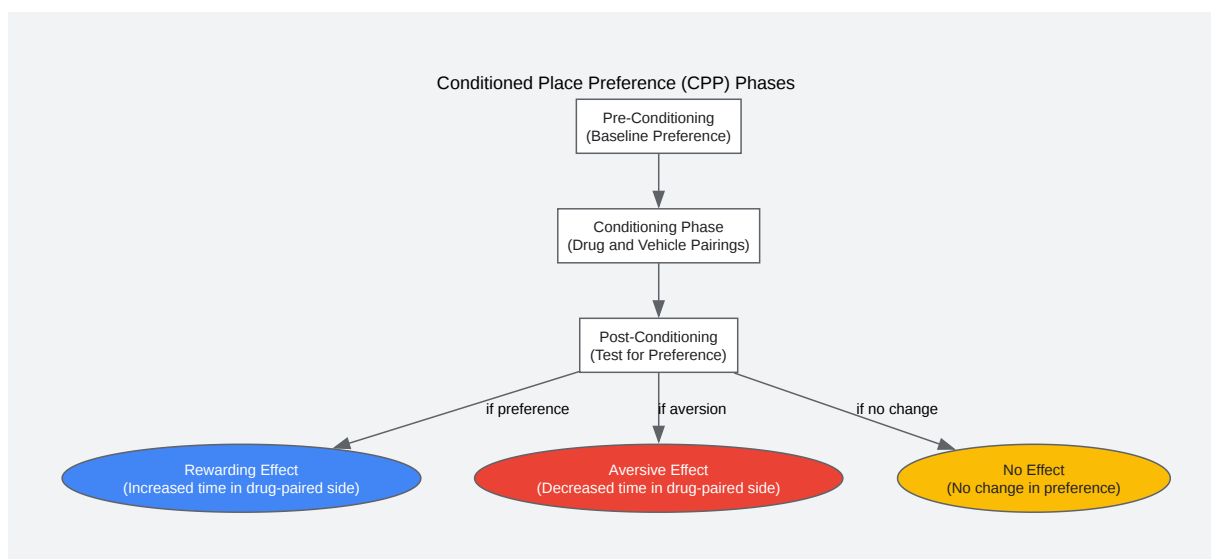 Conditioned Place Preference (CPP) Phases
Pre-Conditioning
(Baseline Preference)
Conditioning Phase
(Drug and Vehicle Pairings)
Post-Conditioning
(Test for Preference)
if preference
if aversion
if no change
Rewarding Effect
(Increased time in drug-paired side)
Aversive Effect
(Decreased time in drug-paired side)
No Effect
(No change in preference)